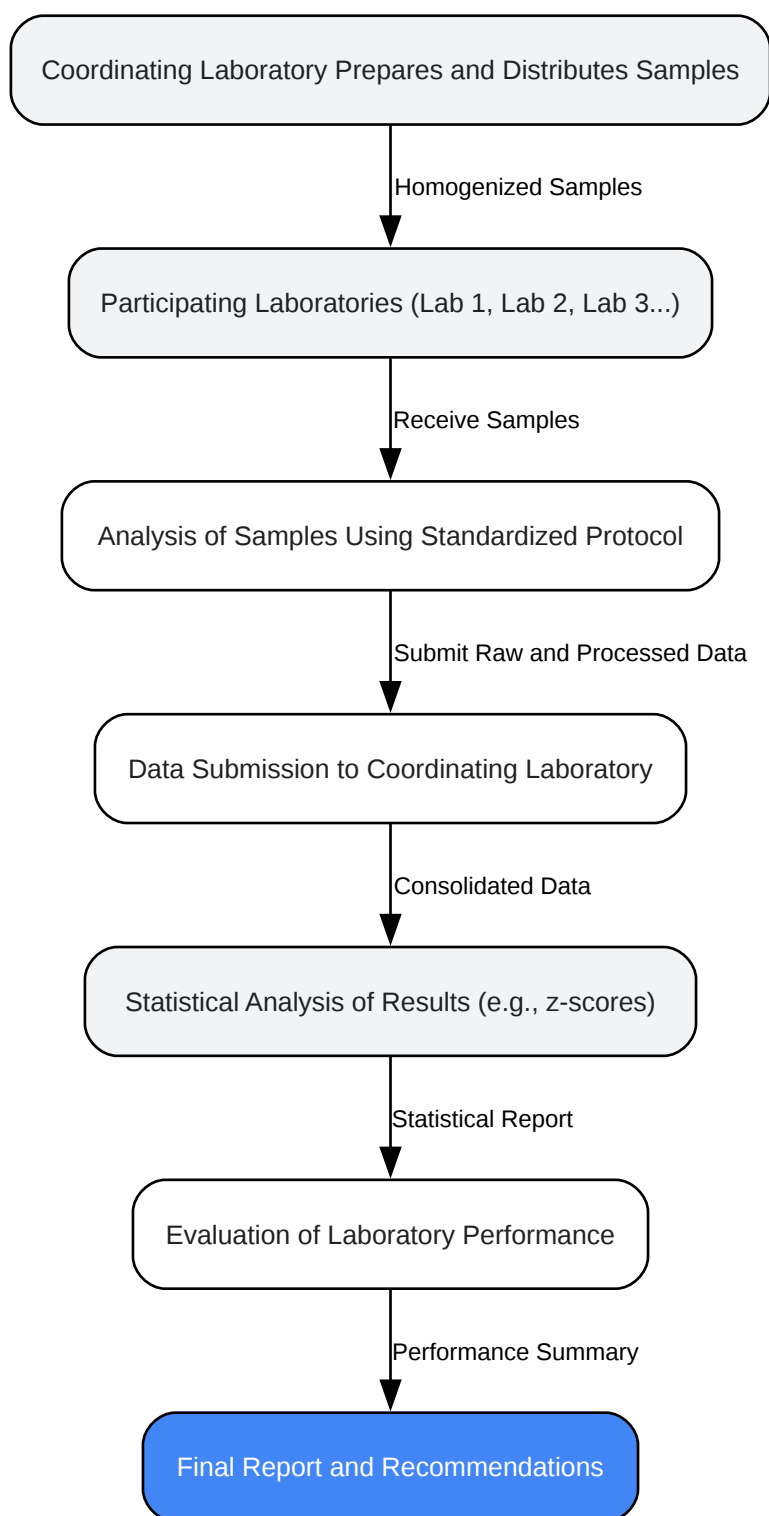 Coordinating Laboratory Prepares and Distributes Samples
Homogenized Samples
Participating Laboratories (Lab 1, Lab 2, Lab 3...)
Receive Samples
Analysis of Samples Using Standardized Protocol
Submit Raw and Processed Data
Data Submission to Coordinating Laboratory
Consolidated Data
Statistical Analysis of Results (e.g., z-scores)
Statistical Report
Evaluation of Laboratory Performance
Performance Summary
Final Report and Recommendations